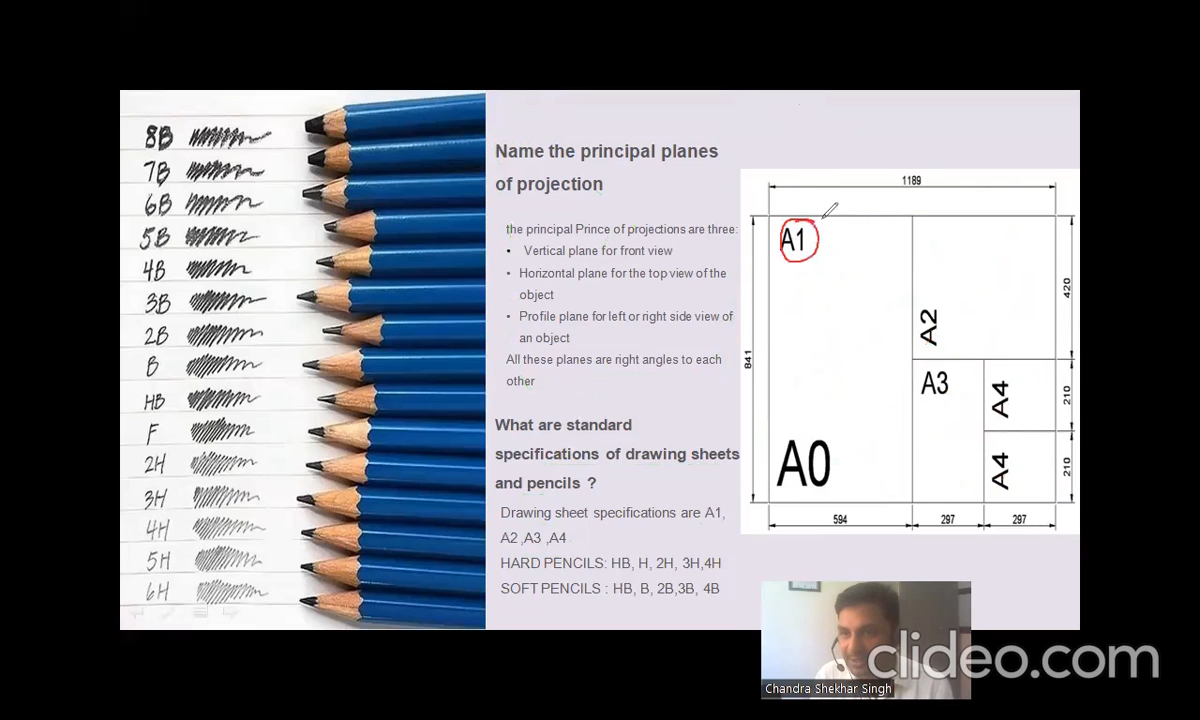 8B
7B
6B
5B
4B
3B
2B
B
HB
F
2H
3H
4H
5H
6H
Name the principal planes
of projection
the principal Prince of projections are three:
• Vertical plane for front view
• Horizontal plane for the top view of the
object
• Profile plane for left or right side view of
an object
All these planes are right angles to each
other
What are standard
specifications of drawing sheets
and pencils ?
Drawing sheet specifications are A1,
A2 ,A3 ,A4
HARD PENCILS: HB, H, 2H, 3H,4H
SOFT PENCILS : HB, B, 2B,3B, 4B
1189
A1
420
A2
841
A3
A4
210
A0
A4
210
594
297
297
Chandra Shekhar Singh
clideo.com